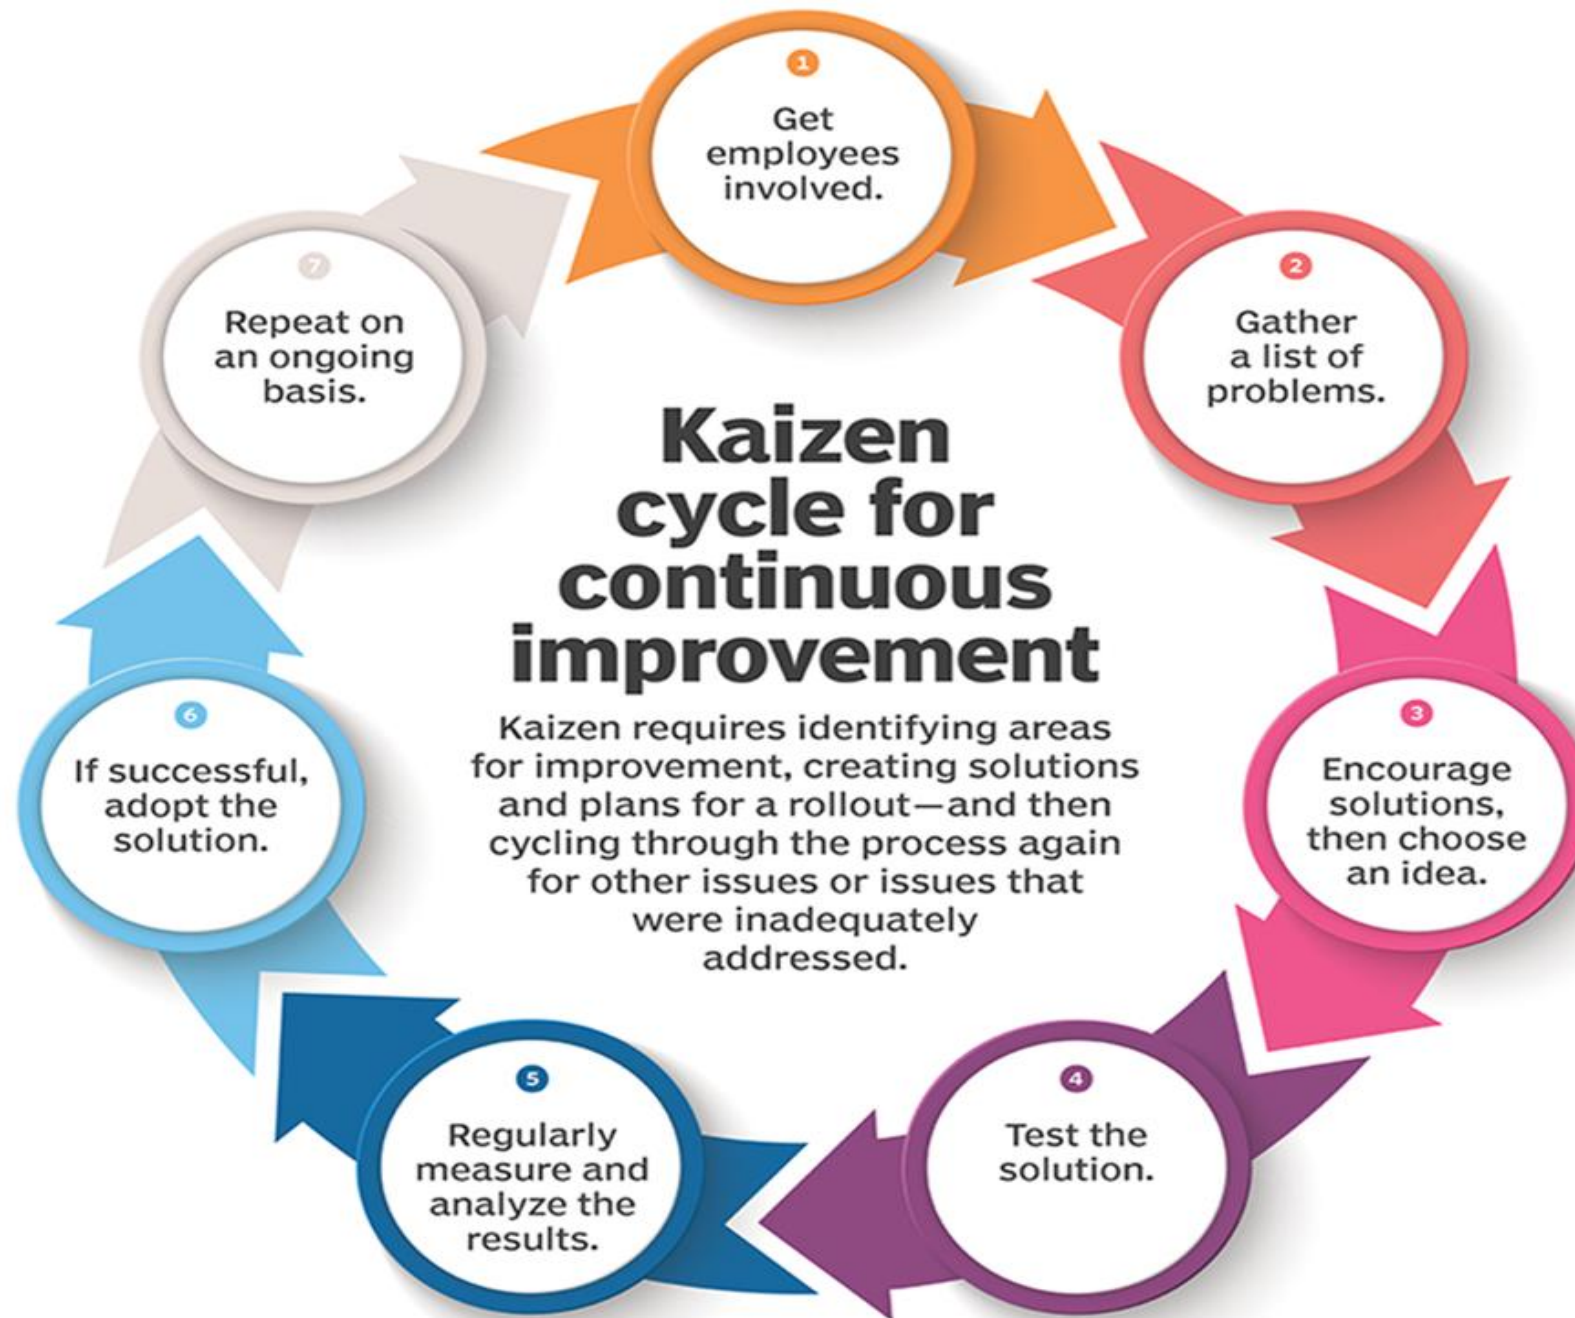 Kaizen
cycle for
continuous
improvement
Kaizen requires identifying areas
for improvement, creating solutions
and plans for a rollout—and then
cycling through the process again
for other issues or issues that
were inadequately
addressed.
1
Get
employees
involved.
2
Gather
a list of
problems.
3
Encourage
solutions,
then choose
an idea.
4
Test the
solution.
5
Regularly
measure and
analyze the
results.
6
If successful,
adopt the
solution.
7
Repeat on
an ongoing
basis.